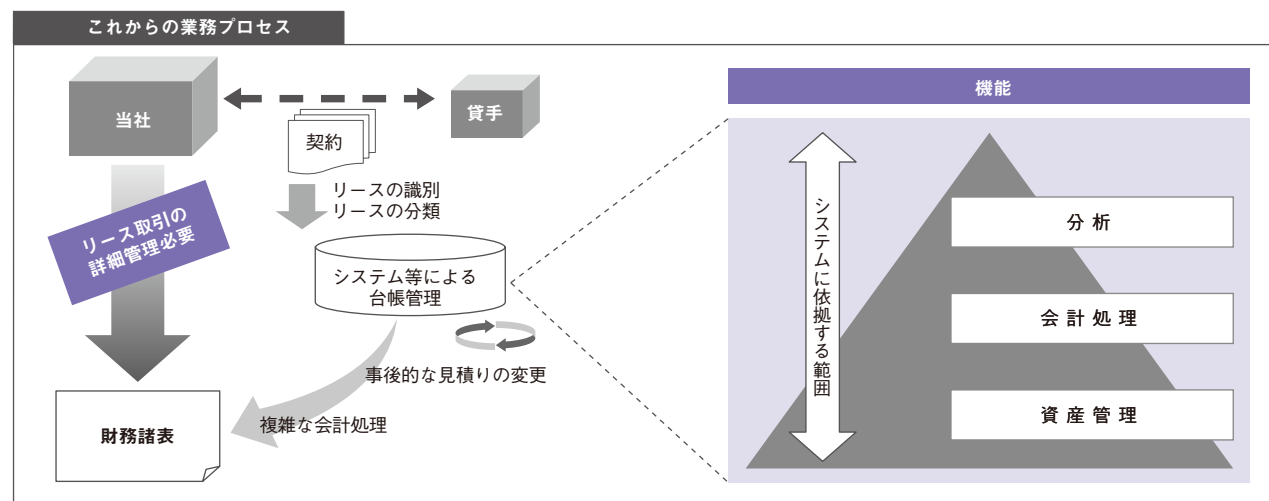 これからの業務プロセス
当社
貸手
契約
リースの識別
リースの分類
リース取引の
詳細管理必要
システム等による
台帳管理
事後的な見積りの変更
複雑な会計処理
財務諸表
機能
システムに依拠する範囲
分析
会計処理
資産管理